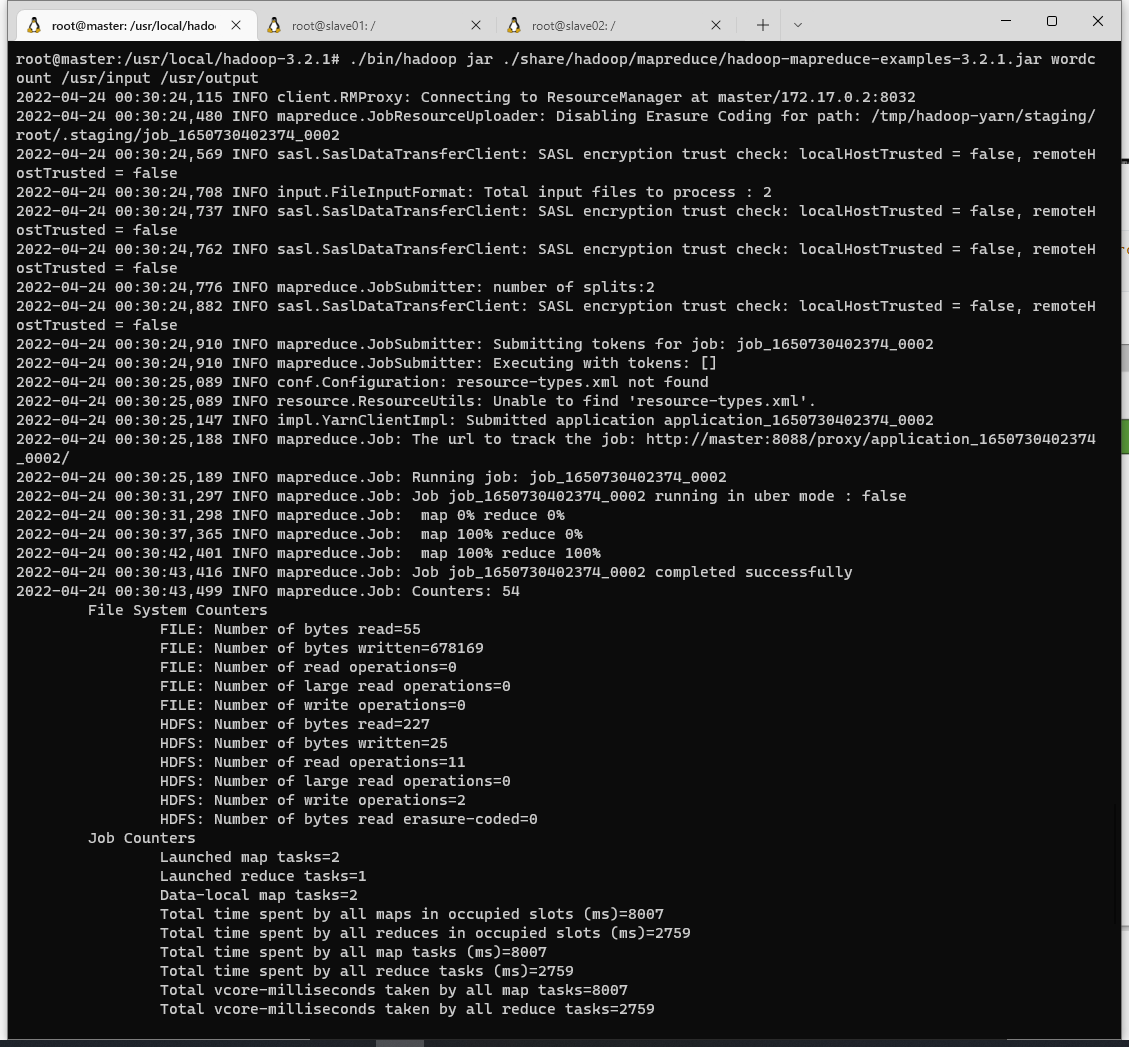 root@master: /usr/local/hado
root@slave01: /
root@slave02: /
root@master:/usr/local/hadoop-3.2.1# ./bin/hadoop jar ./share/hadoop/mapreduce/hadoop-mapreduce-examples-3.2.1.jar wordc
ount /usr/input /usr/output
2022-04-24 00:30:24,115 INFO client.RMProxy: Connecting to ResourceManager at master/172.17.0.2:8032
2022-04-24 00:30:24,480 INFO mapreduce.JobResourceUploader: Disabling Erasure Coding for path: /tmp/hadoop-yarn/staging/
root/.staging/job_1650730402374_0002
2022-04-24 00:30:24,569 INFO sasl.SaslDataTransferClient: SASL encryption trust check: localHostTrusted = false, remoteH
ostTrusted = false
2022-04-24 00:30:24,708 INFO input.FileInputFormat: Total input files to process : 2
2022-04-24 00:30:24,737 INFO sasl.SaslDataTransferClient: SASL encryption trust check: localHostTrusted = false, remoteH
ostTrusted = false
2022-04-24 00:30:24,762 INFO sasl.SaslDataTransferClient: SASL encryption trust check: localHostTrusted = false, remoteH
ostTrusted = false
2022-04-24 00:30:24,776 INFO mapreduce.JobSubmitter: number of splits:2
2022-04-24 00:30:24,882 INFO sasl.SaslDataTransferClient: SASL encryption trust check: localHostTrusted = false, remoteH
ostTrusted = false
2022-04-24 00:30:24,910 INFO mapreduce.JobSubmitter: Submitting tokens for job: job_1650730402374_0002
2022-04-24 00:30:24,910 INFO mapreduce.JobSubmitter: Executing with tokens: []
2022-04-24 00:30:25,089 INFO conf.Configuration: resource-types.xml not found
2022-04-24 00:30:25,089 INFO resource.ResourceUtils: Unable to find 'resource-types.xml'.
2022-04-24 00:30:25,147 INFO impl.YarnClientImpl: Submitted application application_1650730402374_0002
2022-04-24 00:30:25,188 INFO mapreduce.Job: The url to track the job: http://master:8088/proxy/application_1650730402374
_0002/
2022-04-24 00:30:25,189 INFO mapreduce.Job: Running job: job_1650730402374_0002
2022-04-24 00:30:31,297 INFO mapreduce.Job: Job job_1650730402374_0002 running in uber mode : false
2022-04-24 00:30:31,298 INFO mapreduce.Job:  map 0% reduce 0%
2022-04-24 00:30:37,365 INFO mapreduce.Job:  map 100% reduce 0%
2022-04-24 00:30:42,401 INFO mapreduce.Job:  map 100% reduce 100%
2022-04-24 00:30:43,416 INFO mapreduce.Job: Job job_1650730402374_0002 completed successfully
2022-04-24 00:30:43,499 INFO mapreduce.Job: Counters: 54
File System Counters
FILE: Number of bytes read=55
FILE: Number of bytes written=678169
FILE: Number of read operations=0
FILE: Number of large read operations=0
FILE: Number of write operations=0
HDFS: Number of bytes read=227
HDFS: Number of bytes written=25
HDFS: Number of read operations=11
HDFS: Number of large read operations=0
HDFS: Number of write operations=2
HDFS: Number of bytes read erasure-coded=0
Job Counters
Launched map tasks=2
Launched reduce tasks=1
Data-local map tasks=2
Total time spent by all maps in occupied slots (ms)=8007
Total time spent by all reduces in occupied slots (ms)=2759
Total time spent by all map tasks (ms)=8007
Total time spent by all reduce tasks (ms)=2759
Total vcore-milliseconds taken by all map tasks=8007
Total vcore-milliseconds taken by all reduce tasks=2759